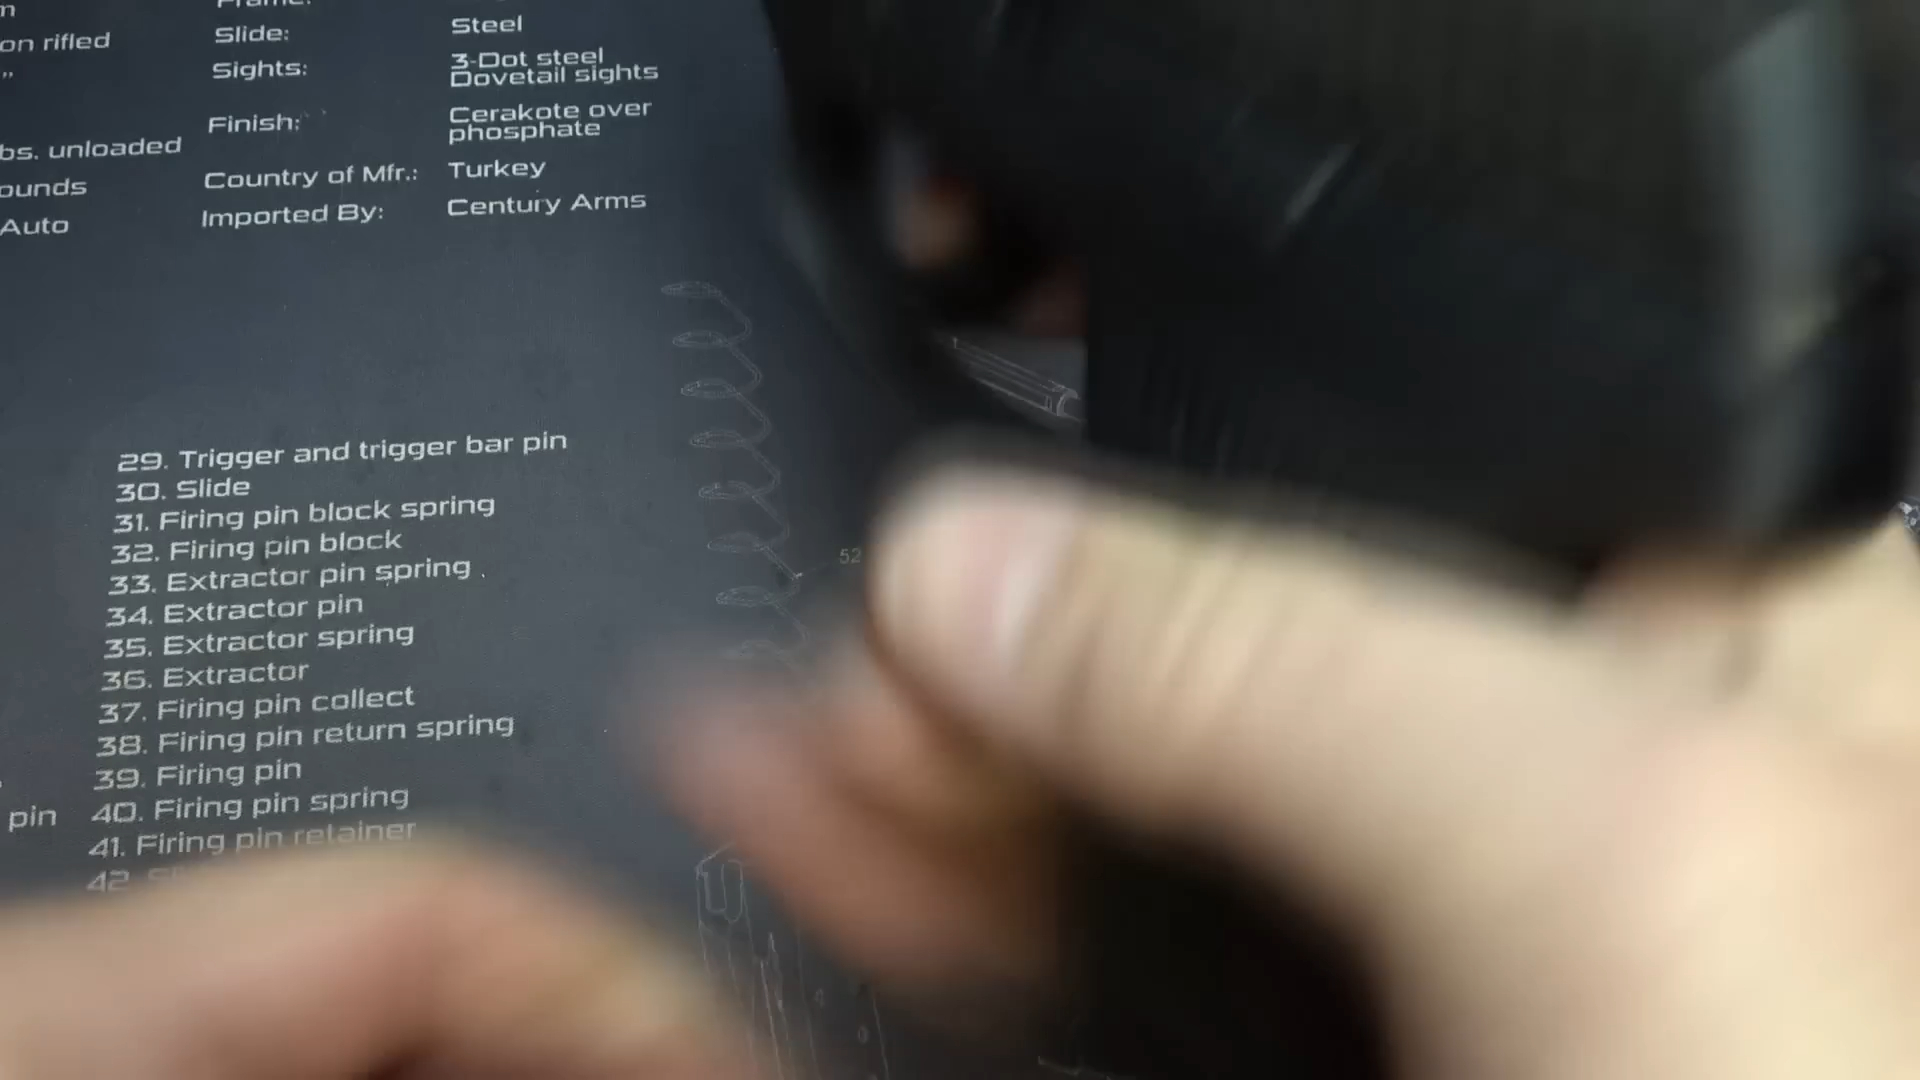 on rifled
Slide:
Steel
Sights:
3-Dot steel
Dovetail sights
Finish:
Cerakote over
phosphate
bs. unloaded
Country of Mfr.:
Turkey
ounds
Imported By:
Century Arms
Auto
29. Trigger and trigger bar pin
30. Slide
31. Firing pin block spring
32. Firing pin block
33. Extractor pin spring
34. Extractor pin
35. Extractor spring
36. Extractor
37. Firing pin collect
38. Firing pin return spring
39. Firing pin
40. Firing pin spring
41. Firing pin retainer
42.
pin
52